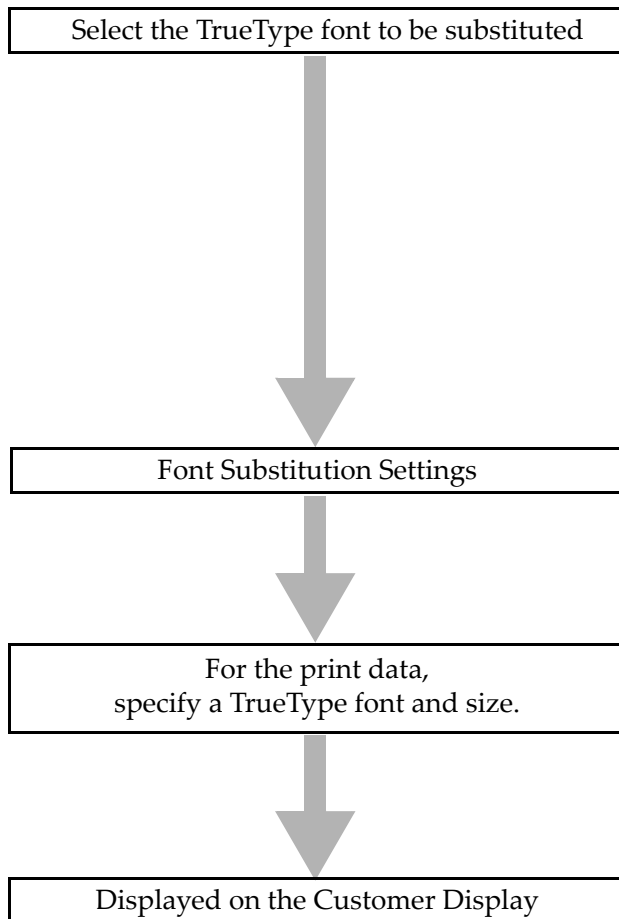 Select the TrueType font to be substituted
Font Substitution Settings
For the print data,
specify a TrueType font and size.
Displayed on the Customer Display